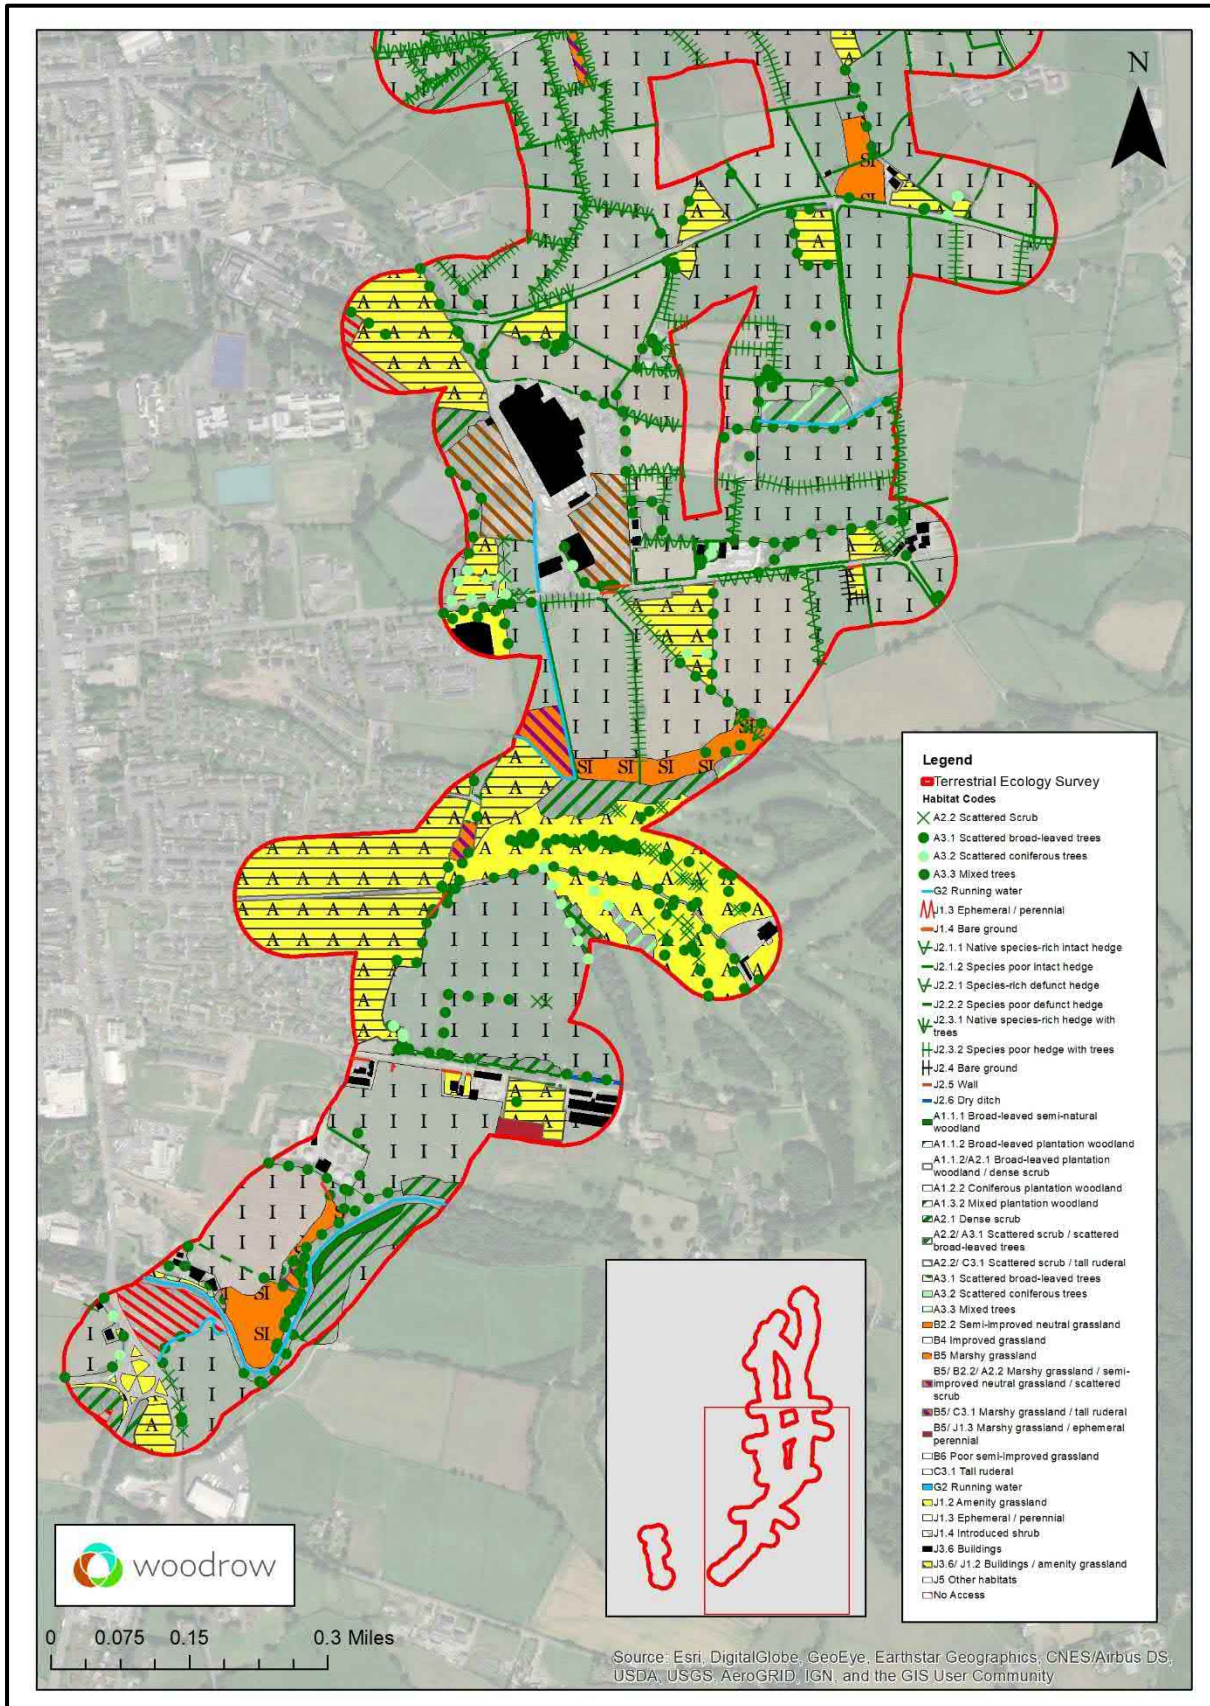 N
Legend
Terrestrial Ecology Survey
Habitat Codes
A2.2 Scattered Scrub
A3.1 Scattered broad-leaved trees
A3.2 Scattered coniferous trees
A3.3 Mixed trees
G2 Running water
J1.3 Ephemeral / perennial
J1.4 Bare ground
J2.1.1 Native species-rich intact hedge
J2.1.2 Species poor intact hedge
J2.2.1 Species-rich defunct hedge
J2.2.2 Species poor defunct hedge
J2.3.1 Native species-rich hedge with
trees
J2.3.2 Species poor hedge with trees
J2.4 Bare ground
J2.5 Wall
J2.6 Dry ditch
A1.1.1 Broad-leaved semi-natural
woodland
A1.1.2 Broad-leaved plantation woodland
A1.1.2/A2.1 Broad-leaved plantation
woodland / dense scrub
A1.2.2 Coniferous plantation woodland
A1.3.2 Mixed plantation woodland
A2.1 Dense scrub
A2.2/ A3.1 Scattered scrub / scattered
broad-leaved trees
A2.2/ C3.1 Scattered scrub / tall ruderal
A3.1 Scattered broad-leaved trees
A3.2 Scattered coniferous trees
A3.3 Mixed trees
B2.2 Semi-improved neutral grassland
B4 Improved grassland
B5 Marshy grassland
B5/ B2.2/ A2.2 Marshy grassland / semi-
improved neutral grassland / scattered
scrub
B5/ C3.1 Marshy grassland / tall ruderal
B5/ J1.3 Marshy grassland / ephemeral
perennial
B6 Poor semi-improved grassland
C3.1 Tall ruderal
G2 Running water
J1.2 Amenity grassland
J1.3 Ephemeral / perennial
J1.4 Introduced shrub
J3.6 Buildings
J3.6/ J1.2 Buildings / amenity grassland
J5 Other habitats
No Access
woodrow
0 0.075 0.15 0.3 Miles
Source: Esri, DigitalGlobe, GeoEye, Earthstar Geographics, CNES/Airbus DS,
USDA, USGS, AeroGRID, IGN, and the GIS User Community